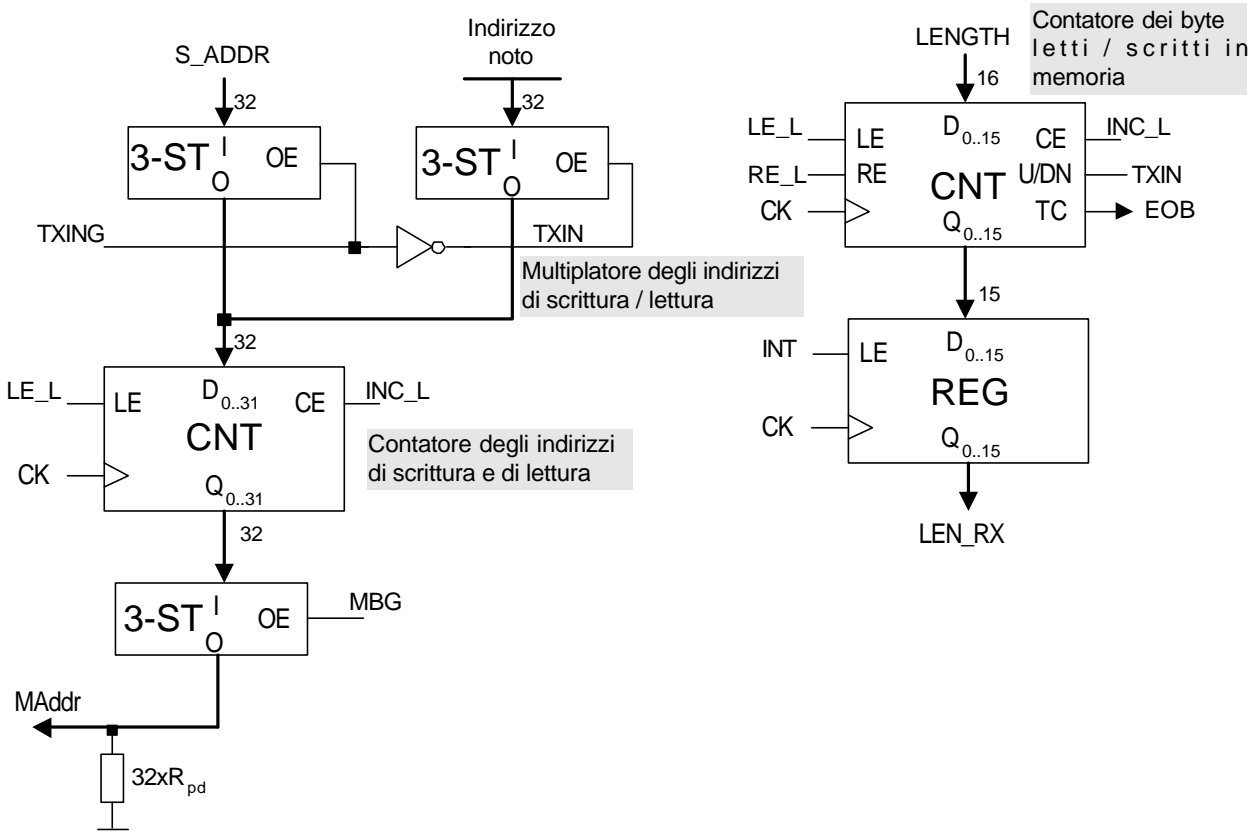 S_ADDR
Indirizzo
noto
32
32
3-ST
I
O
OE
3-ST
I
O
OE
TXING
TXIN
Multiplatore degli indirizzi
di scrittura / lettura
32
LE_L
LE
D0..31
CE
INC_L
CNT
CK
Q0..31
Contatore degli indirizzi
di scrittura e di lettura
32
3-ST
I
O
OE
MBG
MAddr
32xRpd
Contatore dei byte
letti / scritti in
memoria
LENGTH
16
LE_L
LE
D0..15
CE
INC_L
RE_L
RE
CNT
U/DN
TXIN
CK
Q0..15
TC
EOB
15
INT
LE
D0..15
REG
CK
Q0..15
LEN_RX